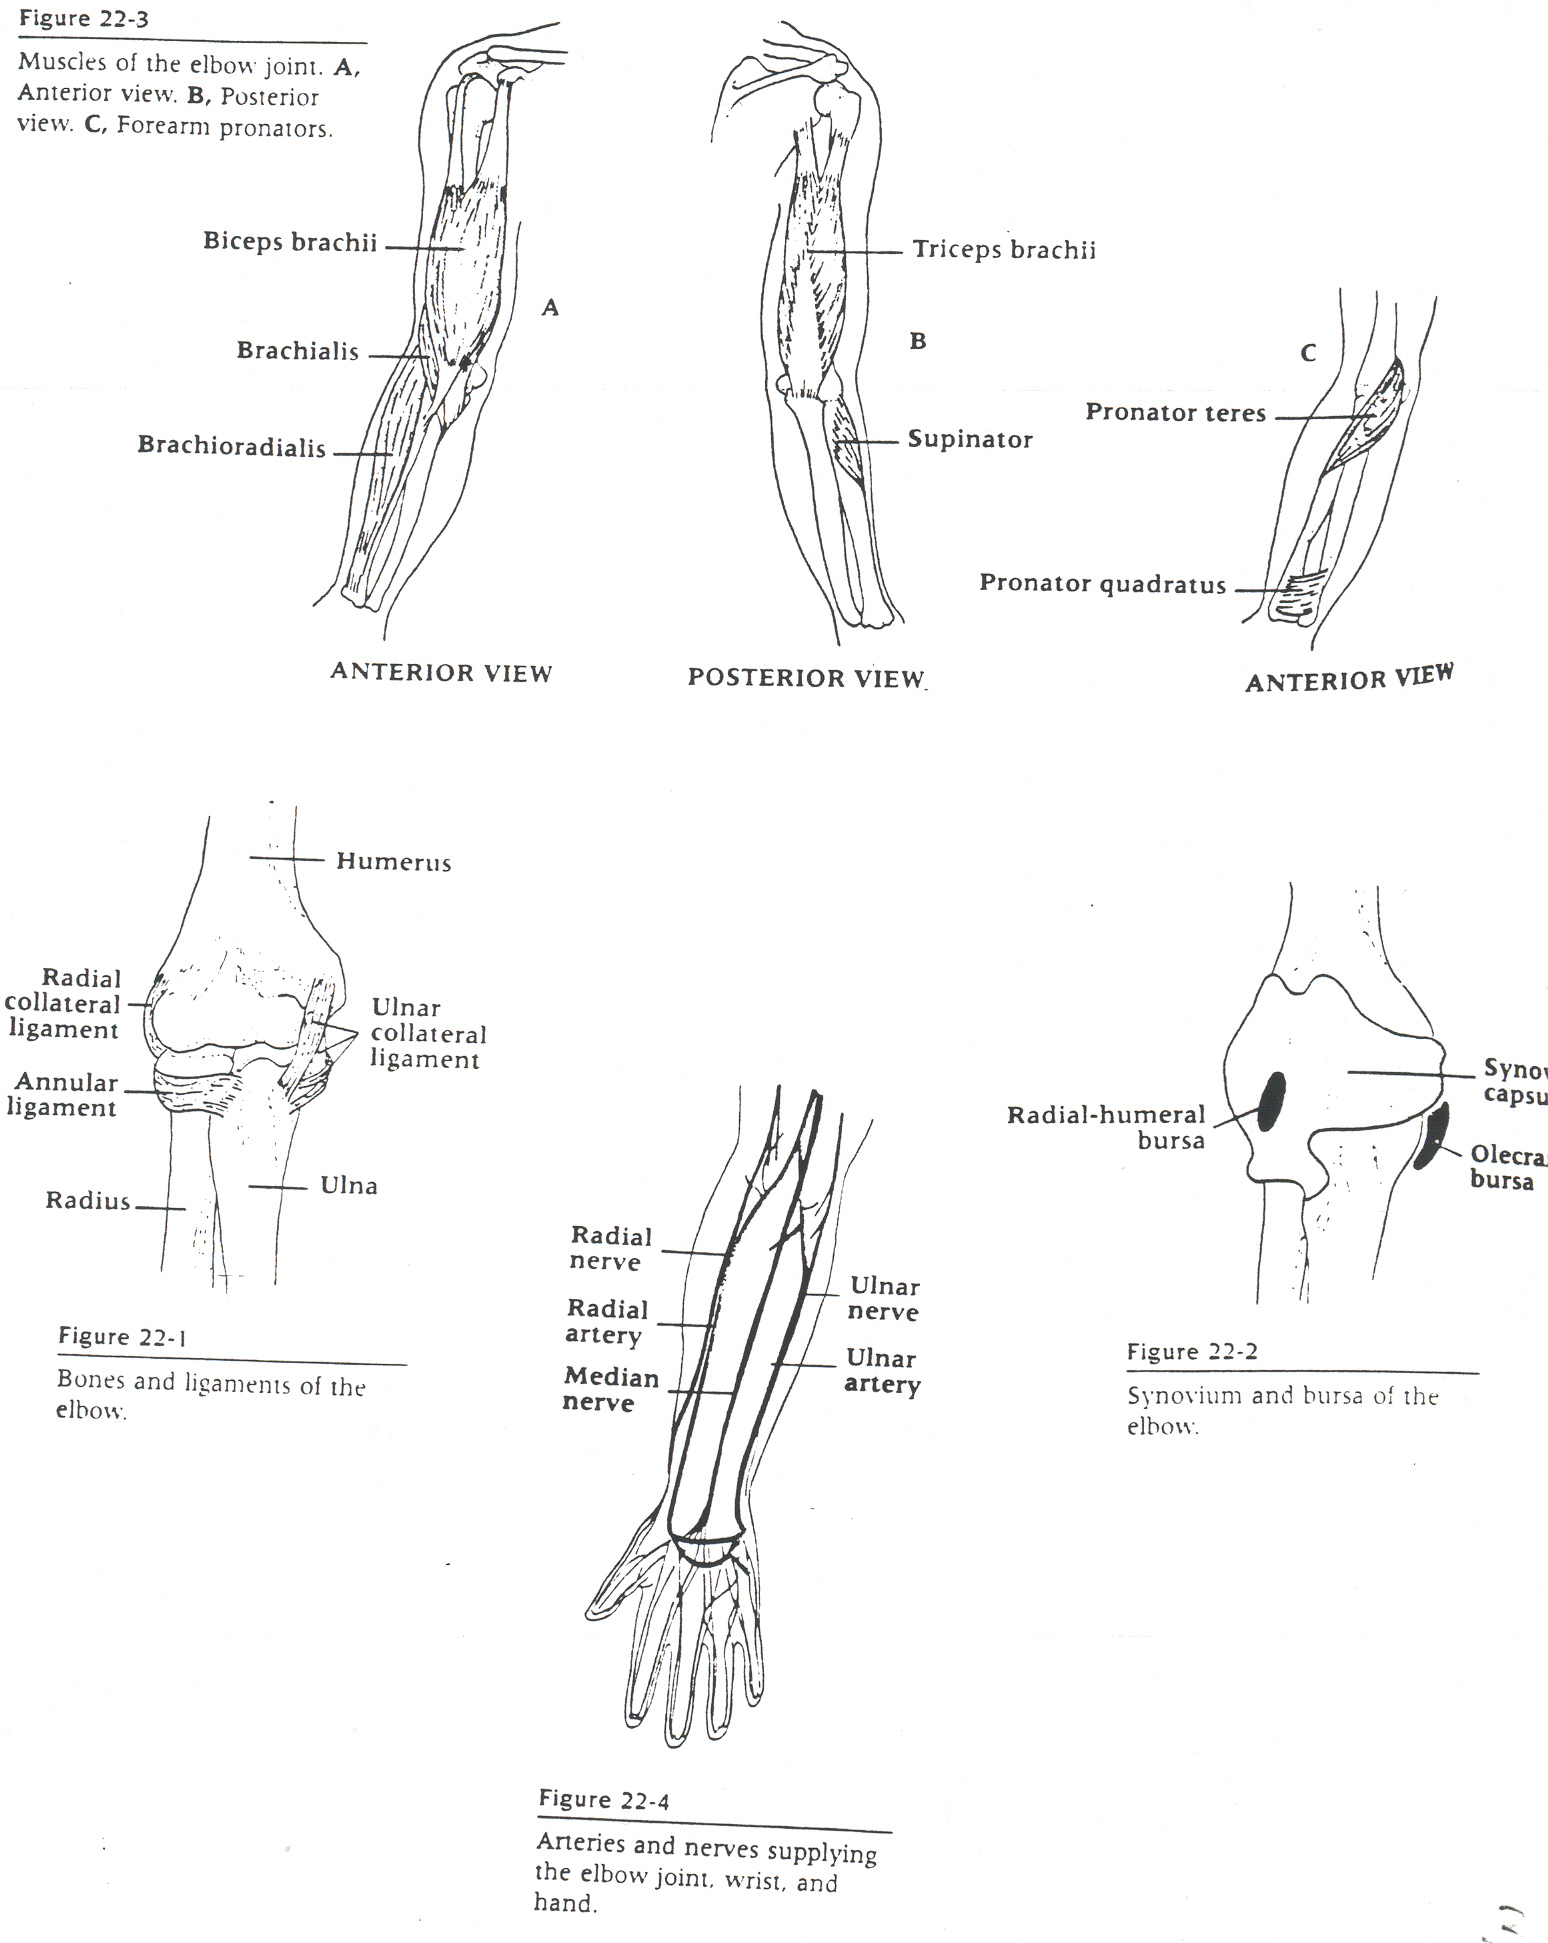 Figure 22-3
Muscles of the elbow joint. A,
Anterior view. B, Posterior
view. C, Forearm pronators.
Biceps brachii
A
Brachialis
Brachioradialis
ANTERIOR VIEW
Triceps brachii
B
Supinator
POSTERIOR VIEW.
C
Pronator teres
Pronator quadratus
ANTERIOR VIEW
Humerus
Radial
collateral
ligament
Ulnar
collateral
ligament
Annular
ligament
Radius
Ulna
Figure 22-1
Bones and ligaments of the
elbow.
Radial
nerve
Radial
artery
Median
nerve
Ulnar
nerve
Ulnar
artery
Figure 22-4
Arteries and nerves supplying
the elbow joint, wrist, and
hand.
Radial-humeral
bursa
Syno
capsu
Olecra
bursa
Figure 22-2
Synovium and bursa of the
elbow.